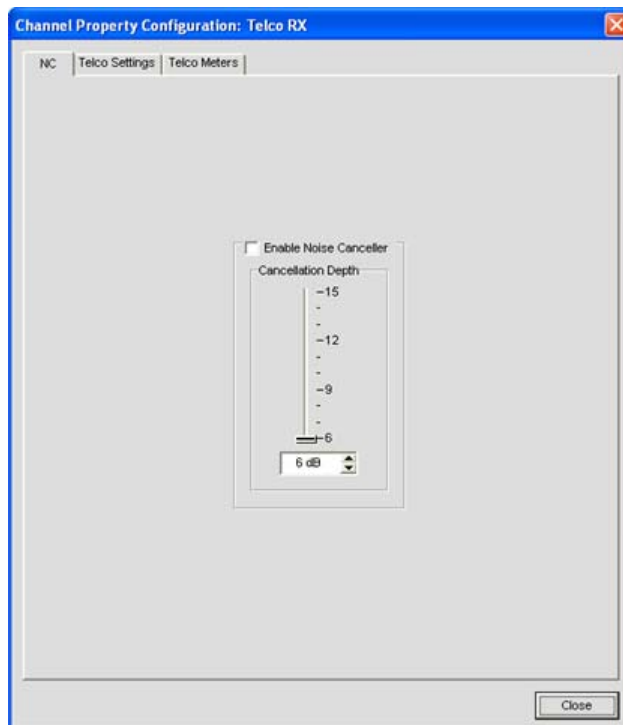 Channel Property Configuration: Telco RX
NC
Telco Settings
Telco Meters
Enable Noise Canceller
Cancellation Depth
15
12
9
6
6 dB
Close